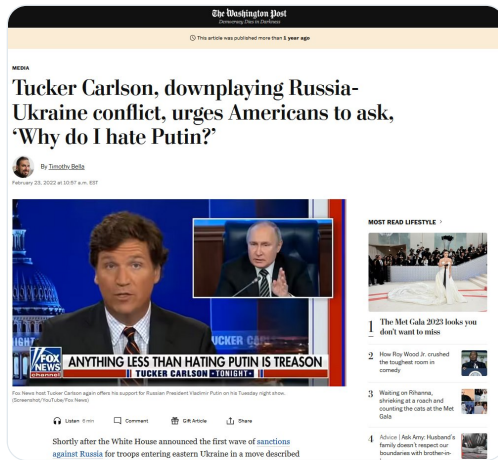 The Washington Post
Democracy Dies in Darkness
This article was published more than 1 year ago
MEDIA
Tucker Carlson, downplaying Russia-
Ukraine conflict, urges Americans to ask,
‘Why do I hate Putin?’
By Timothy Bella
February 23, 2022 at 10:57 a.m. EST
FOX
NEWS
channel
ANYTHING LESS THAN HATING PUTIN IS TREASON
TUCKER CARLSON TONIGHT
Fox News host Tucker Carlson again offers his support for Russian President Vladimir Putin on his Tuesday night show.
(Screenshot/YouTube/Fox News)
Listen 6 min
Comment
Gift Article
Share
Shortly after the White House announced the first wave of sanctions
against Russia for troops entering eastern Ukraine in a move described
MOST READ LIFESTYLE
1 The Met Gala 2023 looks you
don't want to miss
2 How Roy Wood Jr. crushed
the toughest room in
comedy
3 Waiting on Rihanna,
shrieking at a roach and
counting the cats at the Met
Gala
4 Advice | Ask Amy: Husband's
family doesn't respect our
boundaries with brother-in-